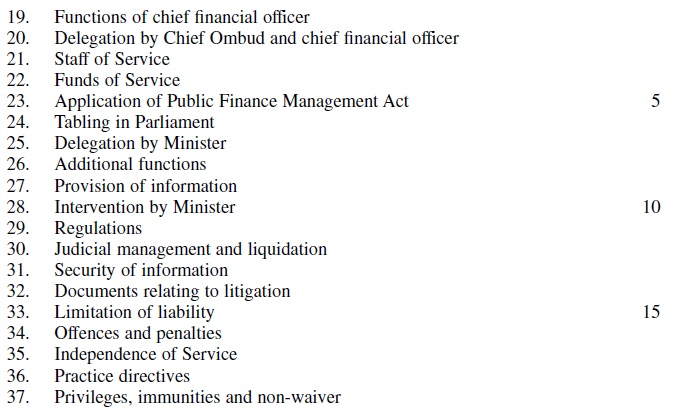 19. Functions of chief financial officer
20. Delegation by Chief Ombud and chief financial officer
21. Staff of Service
22. Funds of Service
23. Application of Public Finance Management Act 5
24. Tabling in Parliament
25. Delegation by Minister
26. Additional functions
27. Provision of information
28. Intervention by Minister 10
29. Regulations
30. Judicial management and liquidation
31. Security of information
32. Documents relating to litigation
33. Limitation of liability 15
34. Offences and penalties
35. Independence of Service
36. Practice directives
37. Privileges, immunities and non-waiver